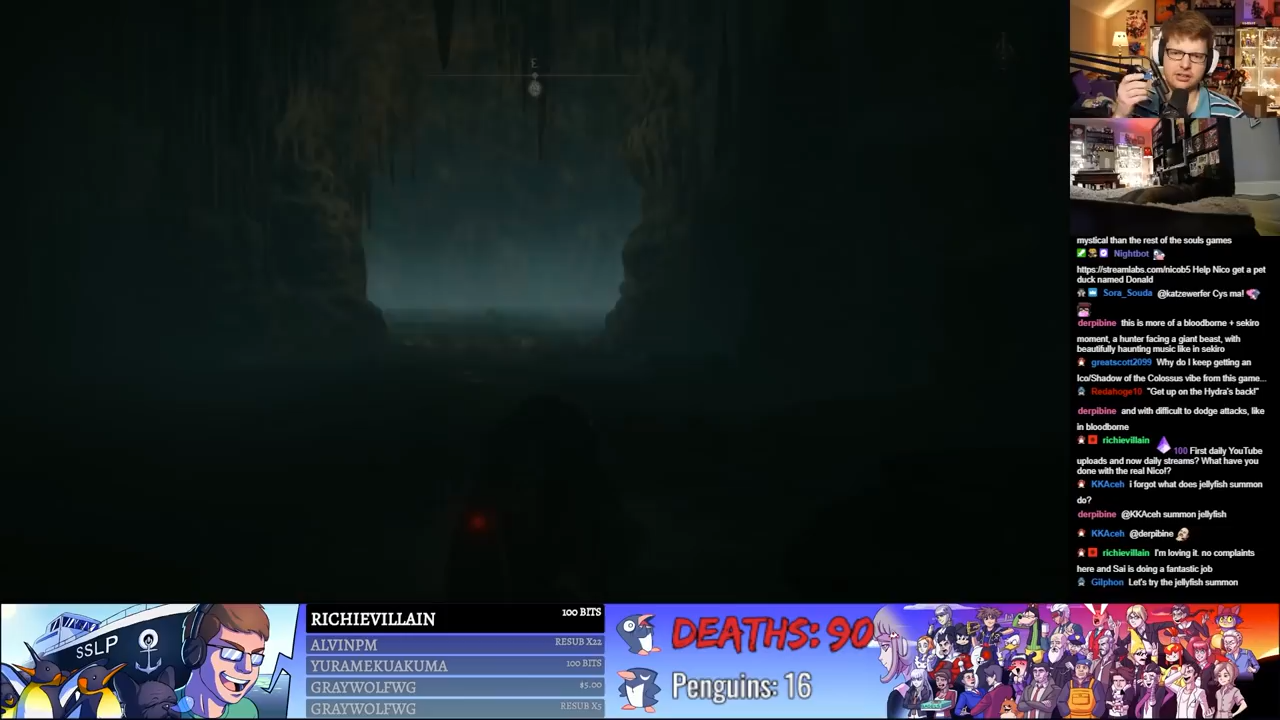 E
mystical than the rest of the souls games
Nightbot
https://streamlabs.com/nicob5 Help Nico get a pet
duck named Donald
Sora_Souda @katzewerfer Cys ma!
derpibine this is more of a bloodborne + sekiro
moment, a hunter facing a giant beast, with
beautifully haunting music like in sekiro
greatscott2099 Why do I keep getting an
Ico/Shadow of the Colossus vibe from this game...
Redahoge10 "Get up on the Hydra's back!"
derpibine and with difficult to dodge attacks, like
in bloodborne
richievillain 100 First daily YouTube
uploads and now daily streams? What have you
done with the real Nico!?
KKAceh i forgot what does jellyfish summon
do?
derpibine @KKAceh summon jellyfish
KKAceh @derpibine
richievillain I'm loving it. no complaints
here and Sai is doing a fantastic job
Gilphon Let's try the jellyfish summon
SSLP
RICHIEVILLAIN 100 BITS
ALVINPM RESUB X22
YURAMEKUAKUMA 100 BITS
GRAYWOLFWG $5.00
GRAYWOLFWG RESUB X5
DEATHS: 90
Penguins: 16